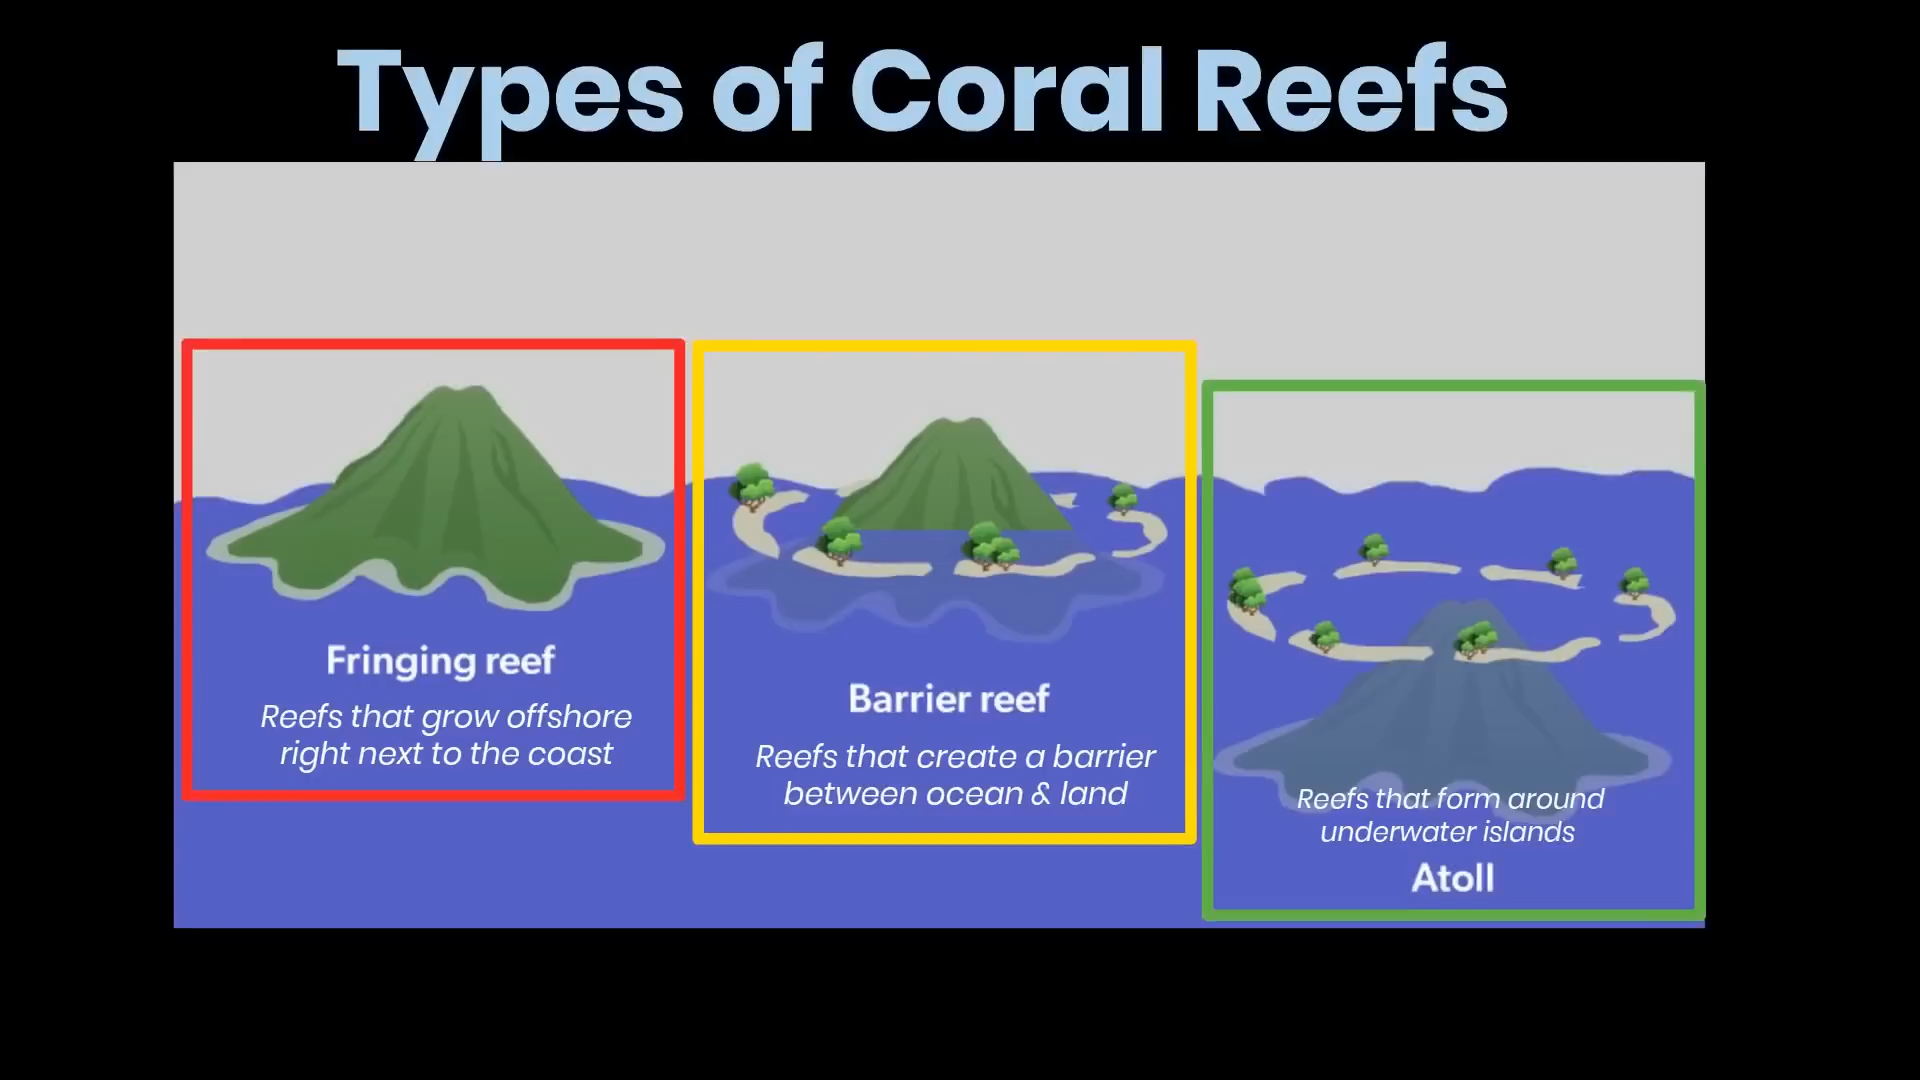 Types of Coral Reefs
Fringing reef
Reefs that grow offshore
right next to the coast
Barrier reef
Reefs that create a barrier
between ocean & land
Reefs that form around
underwater islands
Atoll